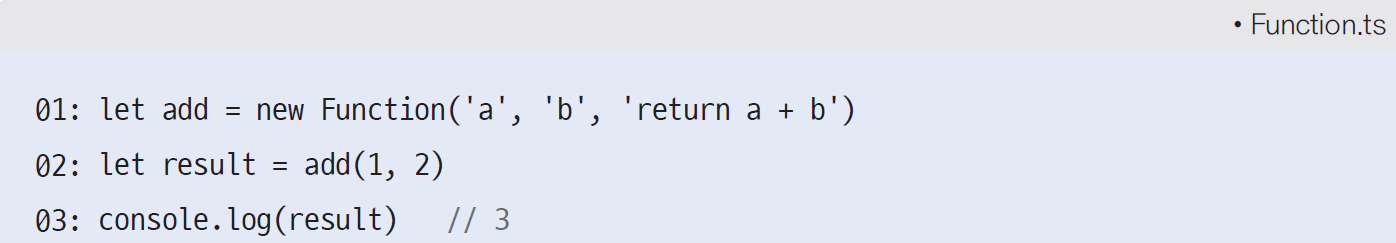 • Function.ts
01: let add = new Function('a', 'b', 'return a + b')
02: let result = add(1, 2)
03: console.log(result) // 3